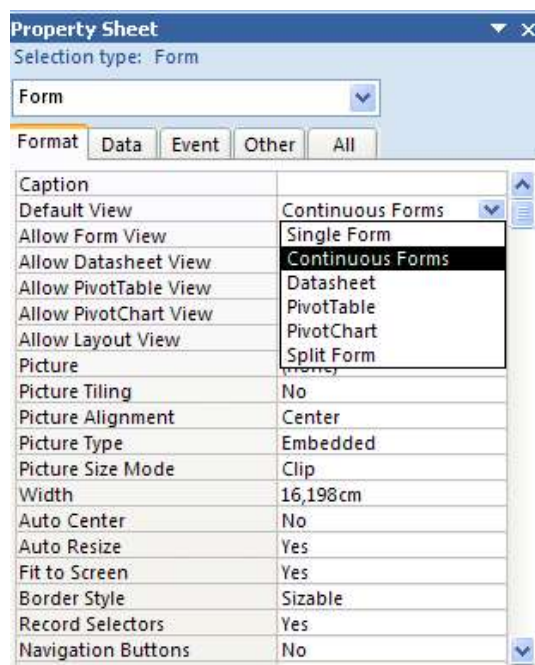 Property Sheet
Selection type: Form
Form
Format Data Event Other All
Caption
Default View Continuous Forms
Allow Form View Single Form
Allow Datasheet View Continuous Forms
Allow PivotTable View Datasheet
Allow PivotChart View PivotTable
Allow Layout View PivotChart
Split Form
Picture (none)
Picture Tiling No
Picture Alignment Center
Picture Type Embedded
Picture Size Mode Clip
Width 16,198cm
Auto Center No
Auto Resize Yes
Fit to Screen Yes
Border Style Sizable
Record Selectors Yes
Navigation Buttons No